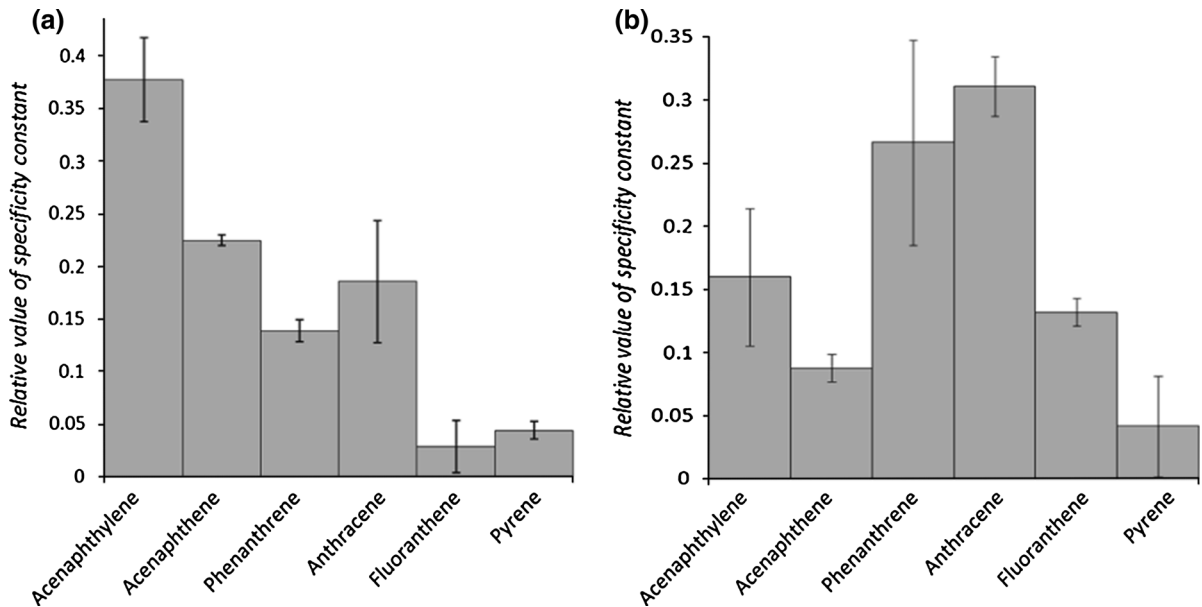 (a)
Relative value of specificity constant
0.4
0.35
0.3
0.25
0.2
0.15
0.1
0.05
0
Acenaphthylene
Acenaphthene
Phenanthrene
Anthracene
Fluoranthene
Pyrene
(b)
Relative value of specificity constant
0.35
0.3
0.25
0.2
0.15
0.1
0.05
0
Acenaphthylene
Acenaphthene
Phenanthrene
Anthracene
Fluoranthene
Pyrene